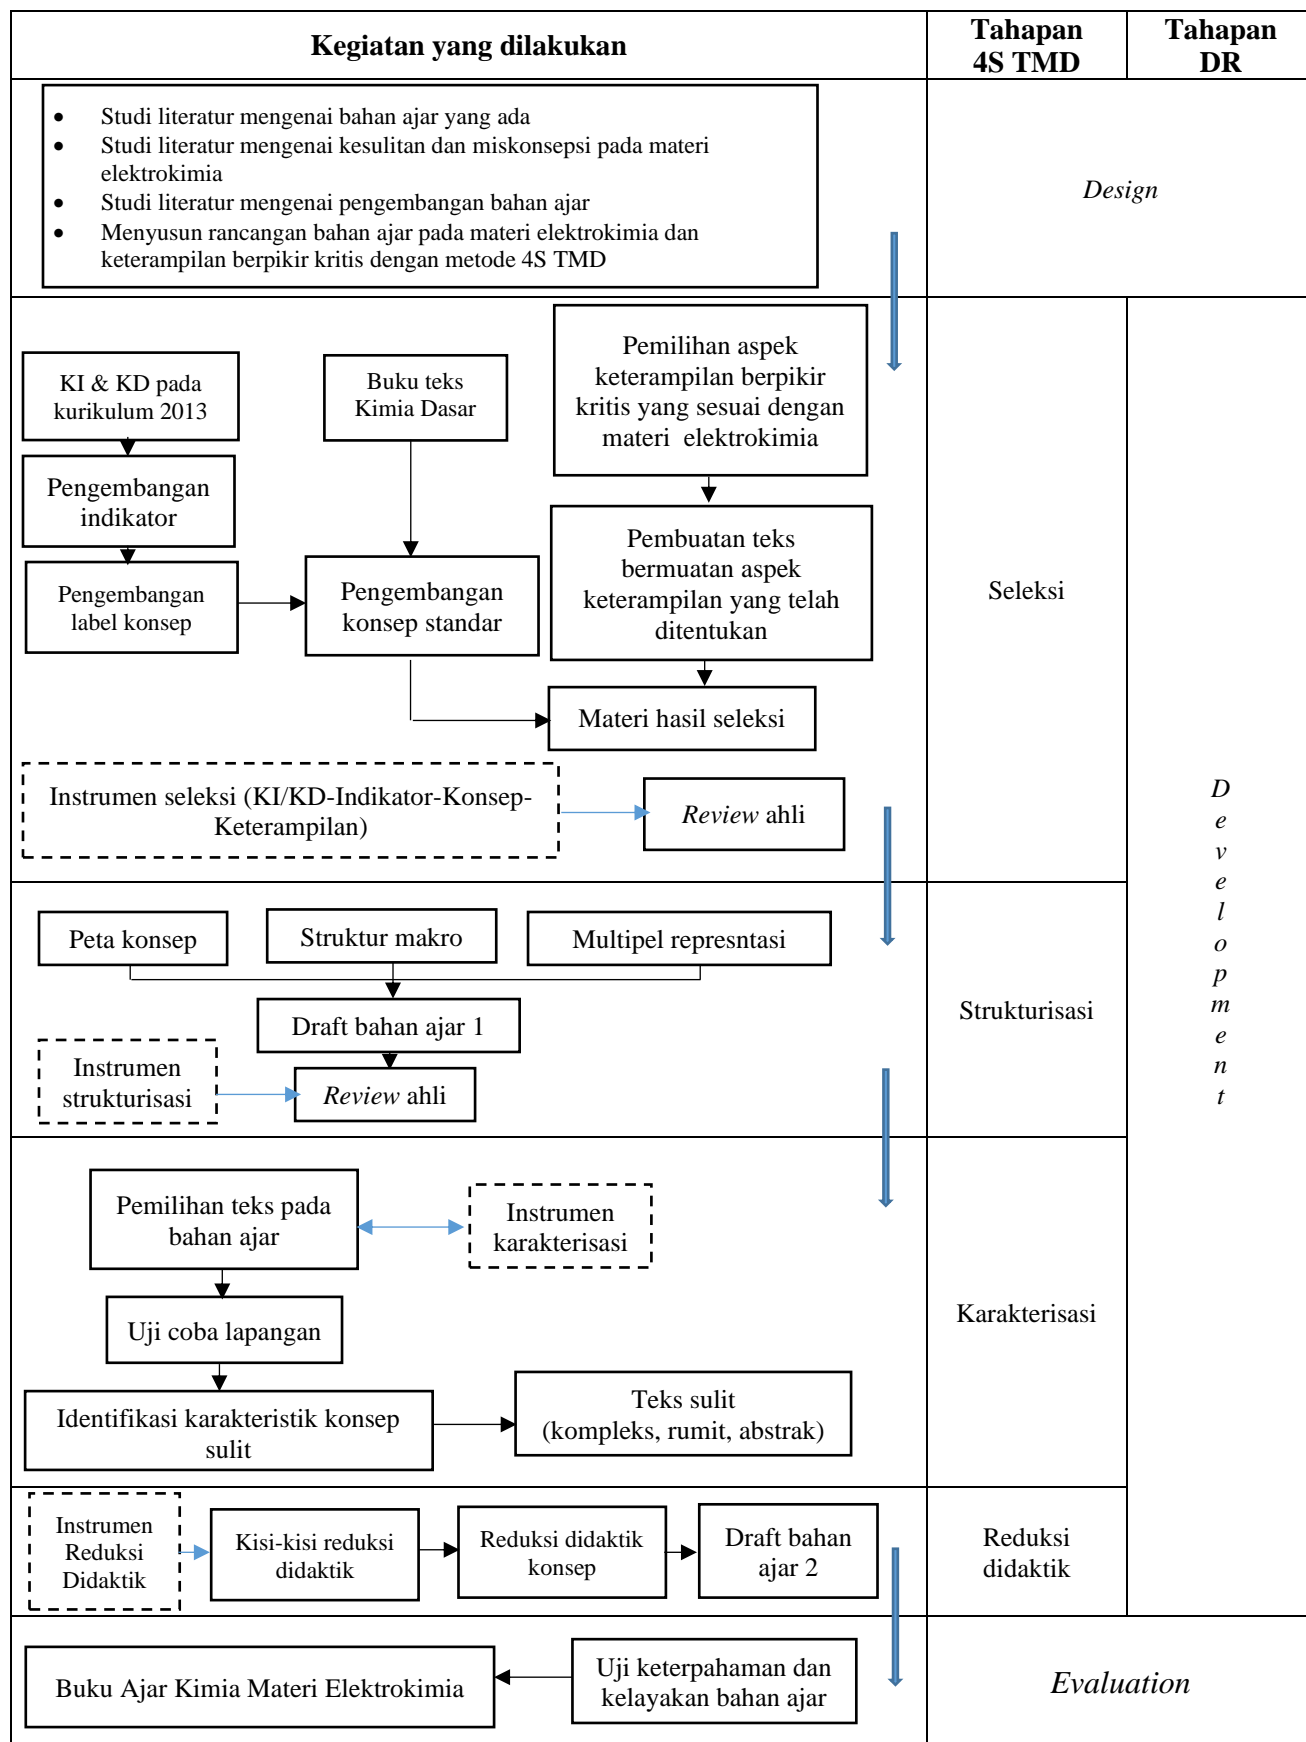 Kegiatan yang dilakukan
Tahapan
4S TMD
Tahapan
DR
• Studi literatur mengenai bahan ajar yang ada
• Studi literatur mengenai kesulitan dan miskonsepsi pada materi
elektrokimia
• Studi literatur mengenai pengembangan bahan ajar
• Menyusun rancangan bahan ajar pada materi elektrokimia dan
keterampilan berpikir kritis dengan metode 4S TMD
Design
KI & KD pada
kurikulum 2013
Buku teks
Kimia Dasar
Pemilihan aspek
keterampilan berpikir
kritis yang sesuai dengan
materi elektrokimia
Pengembangan
indikator
Pengembangan
label konsep
Pengembangan
konsep standar
Pembuatan teks
bermuatan aspek
keterampilan yang telah
ditentukan
Materi hasil seleksi
Instrumen seleksi (KI/KD-Indikator-Konsep-
Keterampilan)
Review ahli
Seleksi
D
e
v
e
l
o
p
m
e
n
t
Peta konsep
Struktur makro
Multipel represntasi
Draft bahan ajar 1
Instrumen
strukturisasi
Review ahli
Strukturisasi
Pemilihan teks pada
bahan ajar
Instrumen
karakterisasi
Uji coba lapangan
Identifikasi karakteristik konsep
sulit
Teks sulit
(kompleks, rumit, abstrak)
Karakterisasi
Instrumen
Reduksi
Didaktik
Kisi-kisi reduksi
didaktik
Reduksi didaktik
konsep
Draft bahan
ajar 2
Reduksi
didaktik
Buku Ajar Kimia Materi Elektrokimia
Uji keterpahaman dan
kelayakan bahan ajar
Evaluation